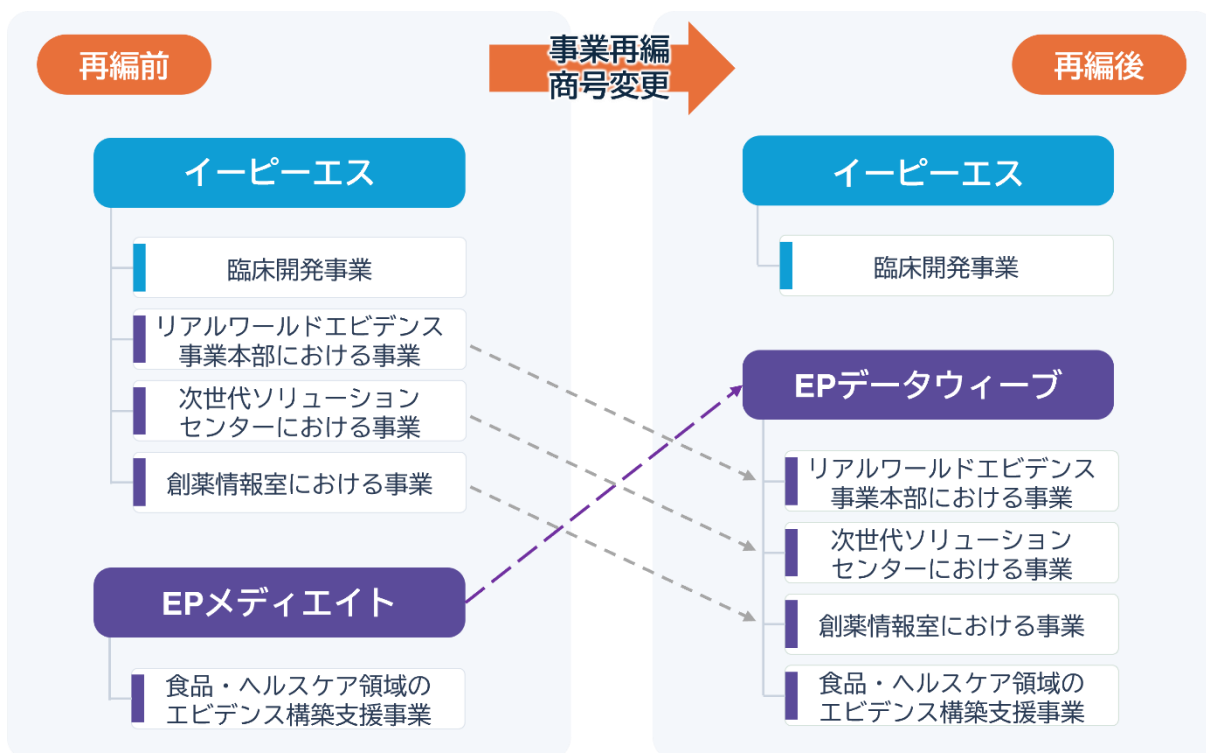 再編前
事業再編
商号変更
再編後
イーピーエス
臨床開発事業
リアルワールドエビデンス
事業本部における事業
次世代ソリューション
センターにおける事業
創薬情報室における事業
EPメディエイト
食品・ヘルスケア領域の
エビデンス構築支援事業
イーピーエス
臨床開発事業
EPデータウィーブ
リアルワールドエビデンス
事業本部における事業
次世代ソリューション
センターにおける事業
創薬情報室における事業
食品・ヘルスケア領域の
エビデンス構築支援事業